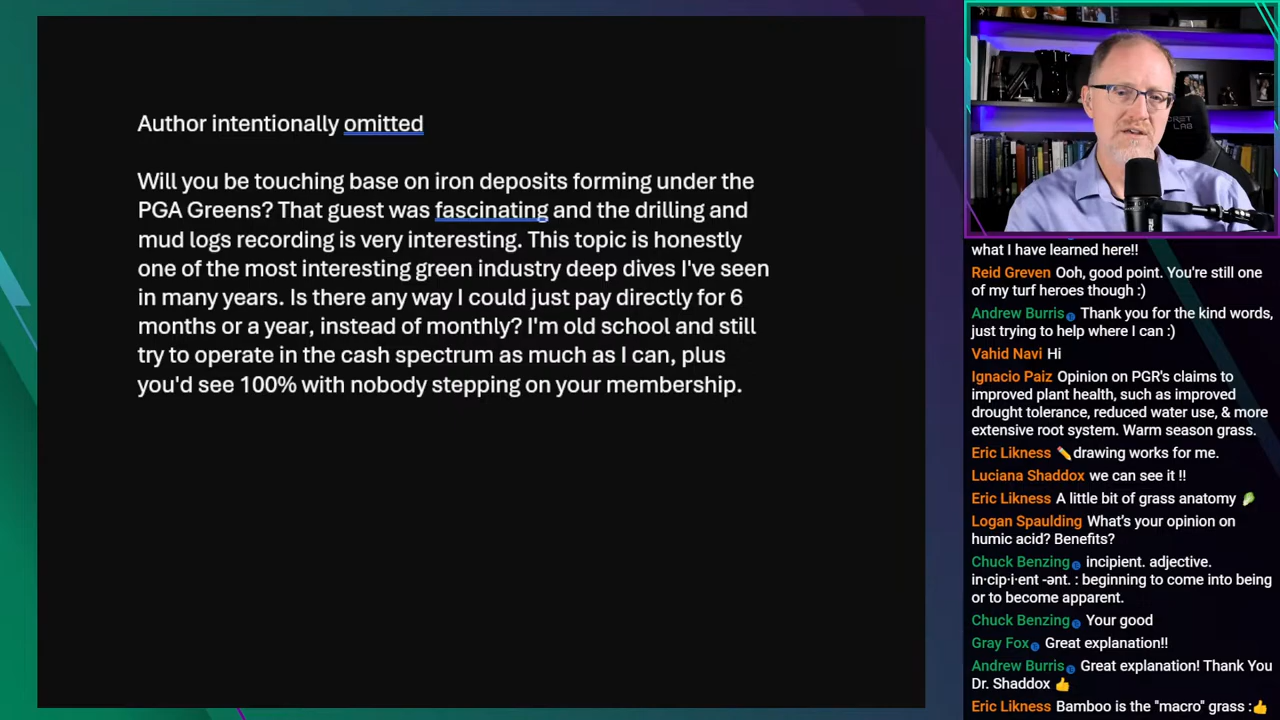 Author intentionally omitted
Will you be touching base on iron deposits forming under the
PGA Greens? That guest was fascinating and the drilling and
mud logs recording is very interesting. This topic is honestly
one of the most interesting green industry deep dives I've seen
in many years. Is there any way I could just pay directly for 6
months or a year, instead of monthly? I'm old school and still
try to operate in the cash spectrum as much as I can, plus
you'd see 100% with nobody stepping on your membership.
LAB
what I have learned here!!
Reid Greven Ooh, good point. You're still one
of my turf heroes though :)
Andrew Burris Thank you for the kind words,
just trying to help where I can :)
Vahid Navi Hi
Ignacio Paiz Opinion on PGR's claims to
improved plant health, such as improved
drought tolerance, reduced water use, & more
extensive root system. Warm season grass.
Eric Likness ✏️drawing works for me.
Luciana Shaddox we can see it !!
Eric Likness A little bit of grass anatomy 🥬
Logan Spaulding What's your opinion on
humic acid? Benefits?
Chuck Benzing incipient. adjective.
in·cip·i·ent -ənt. : beginning to come into being
or to become apparent.
Chuck Benzing Your good
Gray Fox Great explanation!!
Andrew Burris Great explanation! Thank You
Dr. Shaddox 👍
Eric Likness Bamboo is the "macro" grass :👍